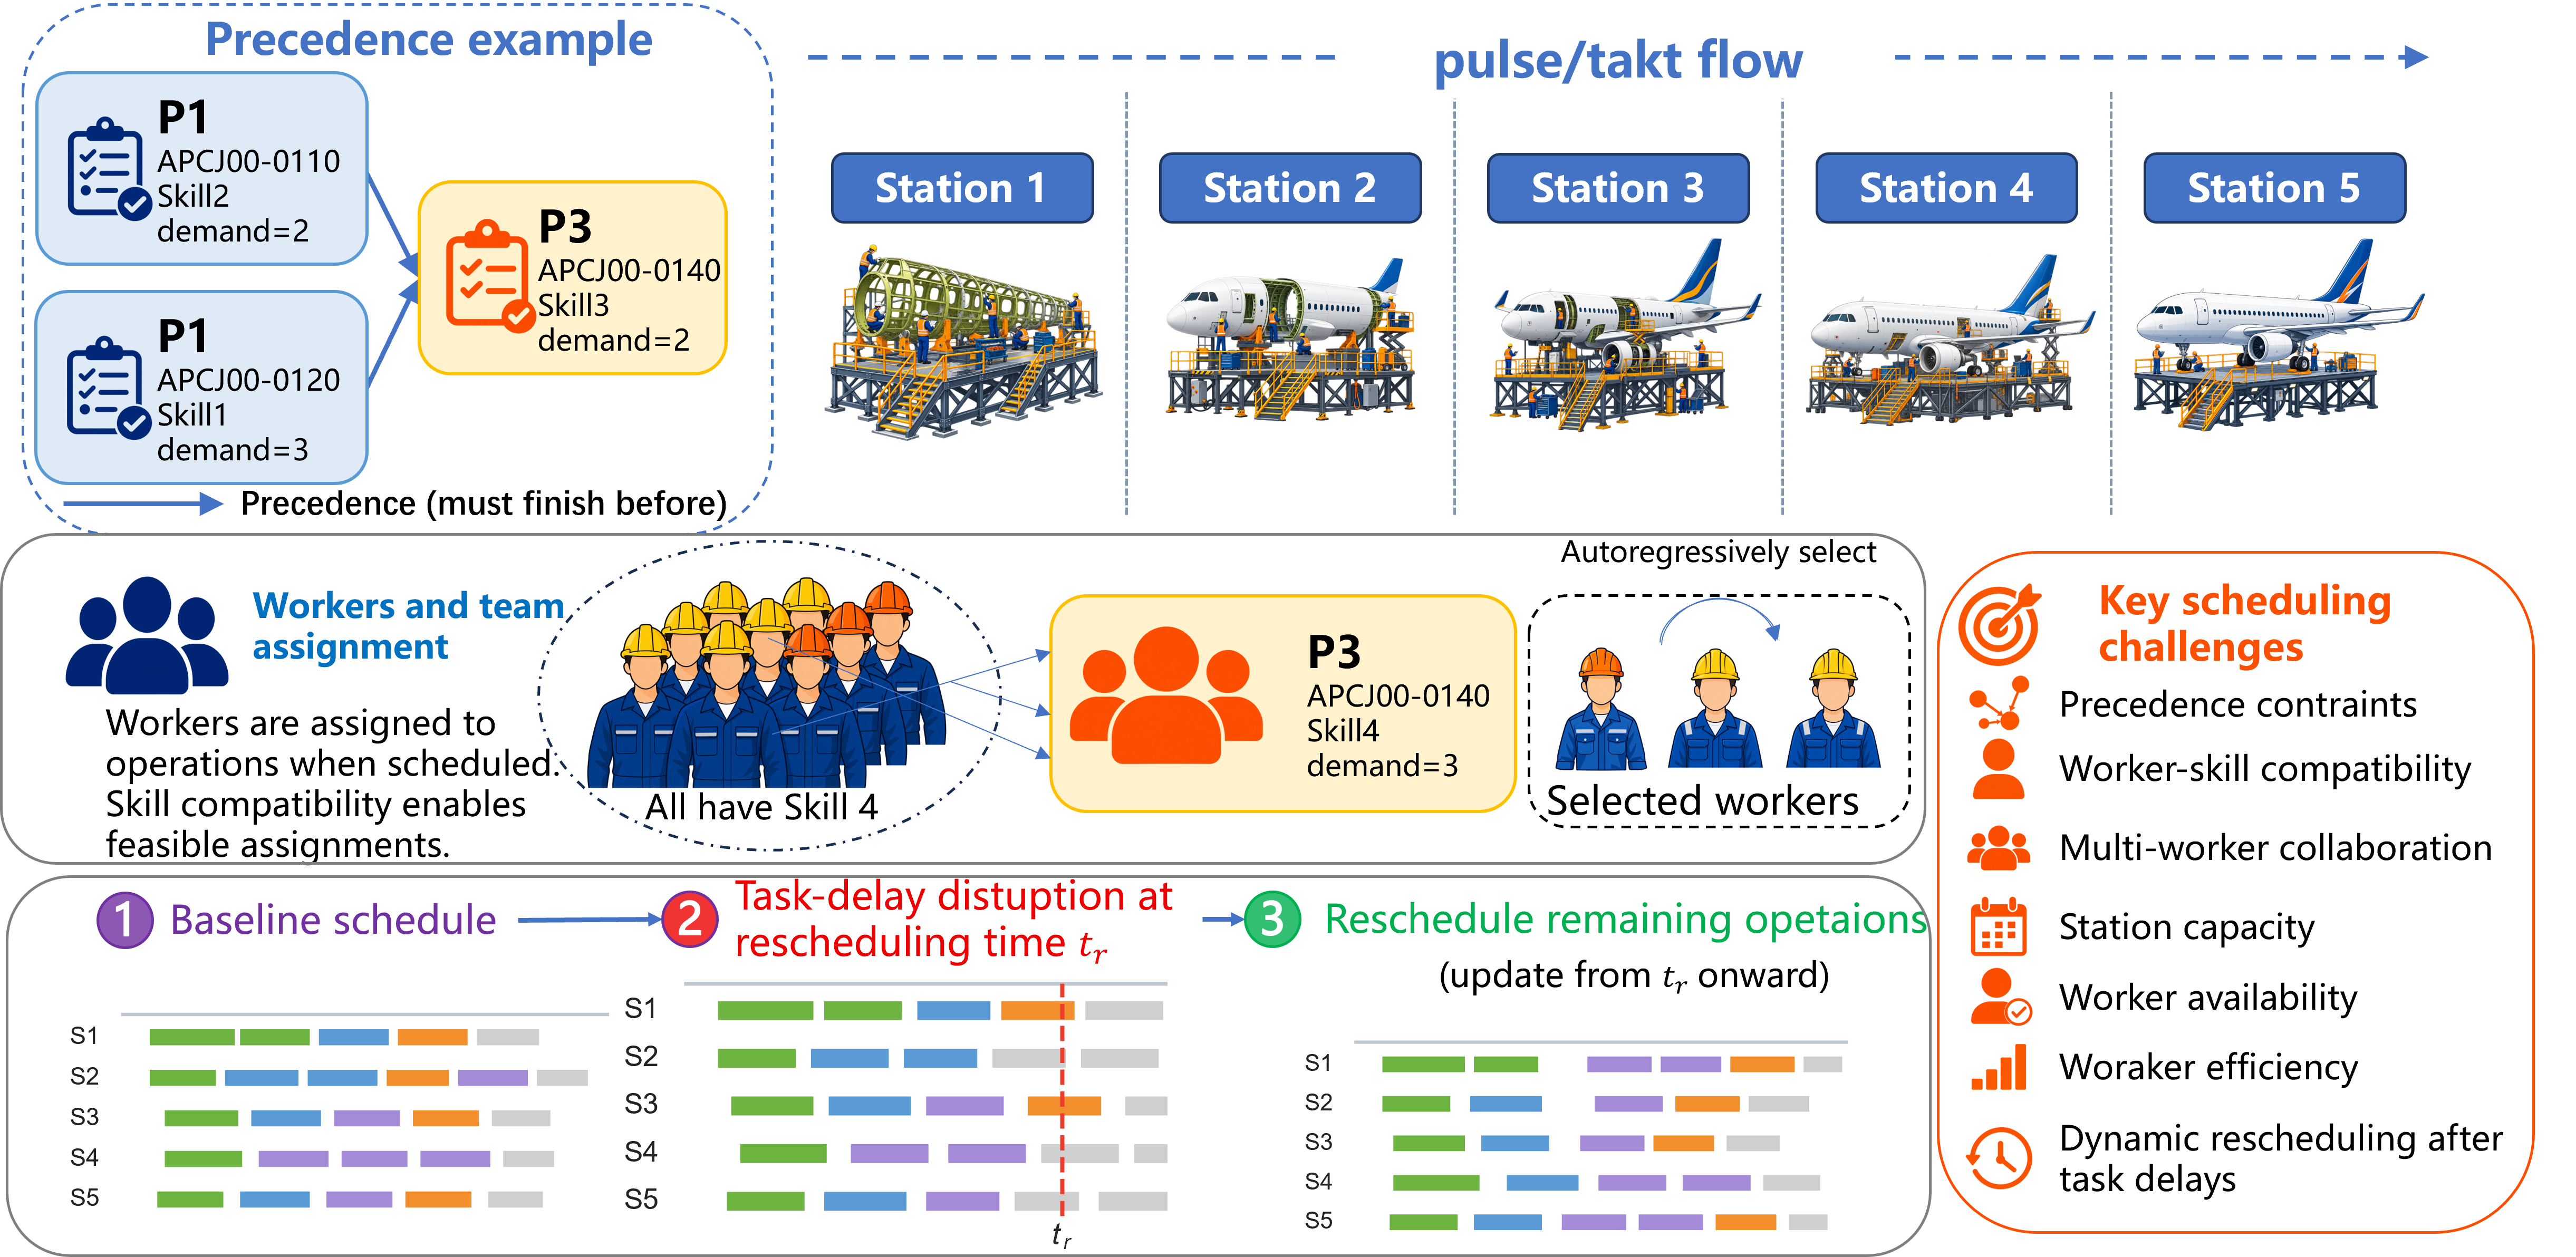 Precedence example
P1
APCJ00-0110
Skill2
demand=2
P1
APCJ00-0120
Skill1
demand=3
P3
APCJ00-0140
Skill3
demand=2
Precedence (must finish before)
pulse/takt flow
Station 1
Station 2
Station 3
Station 4
Station 5
Workers and team
assignment
Workers are assigned to
operations when scheduled.
Skill compatibility enables
feasible assignments.
All have Skill 4
P3
APCJ00-0140
Skill4
demand=3
Autoregressively select
Selected workers
Key scheduling
challenges
Precedence contraints
Worker-skill compatibility
Multi-worker collaboration
Station capacity
Worker availability
Woraker efficiency
Dynamic rescheduling after
task delays
1 Baseline schedule
S1
S2
S3
S4
S5
2 Task-delay distuption at
rescheduling time t_r
S1
S2
S3
S4
S5
t_r
3 Reschedule remaining opetaions
(update from t_r onward)
S1
S2
S3
S4
S5